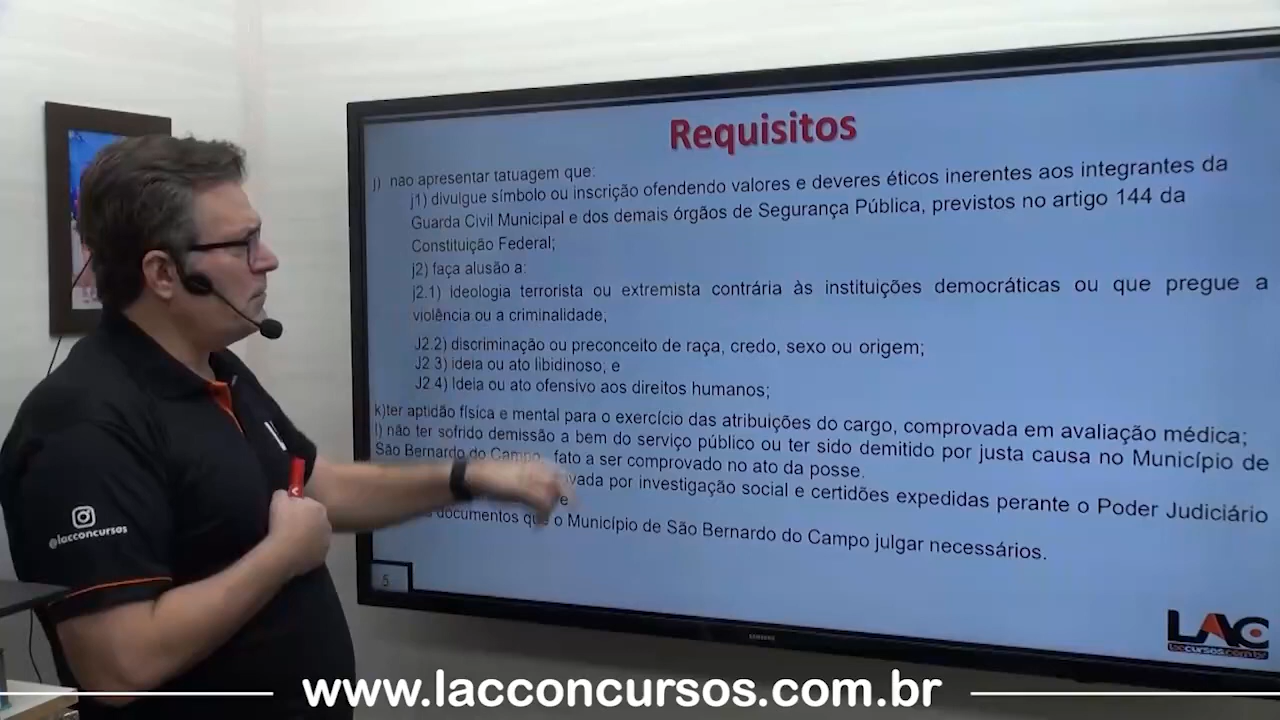 Requisitos
j) não apresentar tatuagem que:
j1) divulgue símbolo ou inscrição ofendendo valores e deveres éticos inerentes aos integrantes da
Guarda Civil Municipal e dos demais órgãos de Segurança Pública, previstos no artigo 144 da
Constituição Federal;
j2) faça alusão a:
j2.1) ideologia terrorista ou extremista contrária às instituições democráticas ou que pregue a
violência ou a criminalidade;
J2.2) discriminação ou preconceito de raça, credo, sexo ou origem;
J2.3) ideia ou ato libidinoso; e
J2.4) Ideia ou ato ofensivo aos direitos humanos;
k)ter aptidão física e mental para o exercício das atribuições do cargo, comprovada em avaliação médica;
l) não ter sofrido demissão a bem do serviço público ou ter sido demitido por justa causa no Município de
São Bernardo do Campo, fato a ser comprovado no ato da posse.
por investigação social e certidões expedidas perante o Poder Judiciário
e
documentos que o Município de São Bernardo do Campo julgar necessários.
5
LAC
laccursos.com.br
SAMSUNG
@lacconcursos
www.lacconcursos.com.br